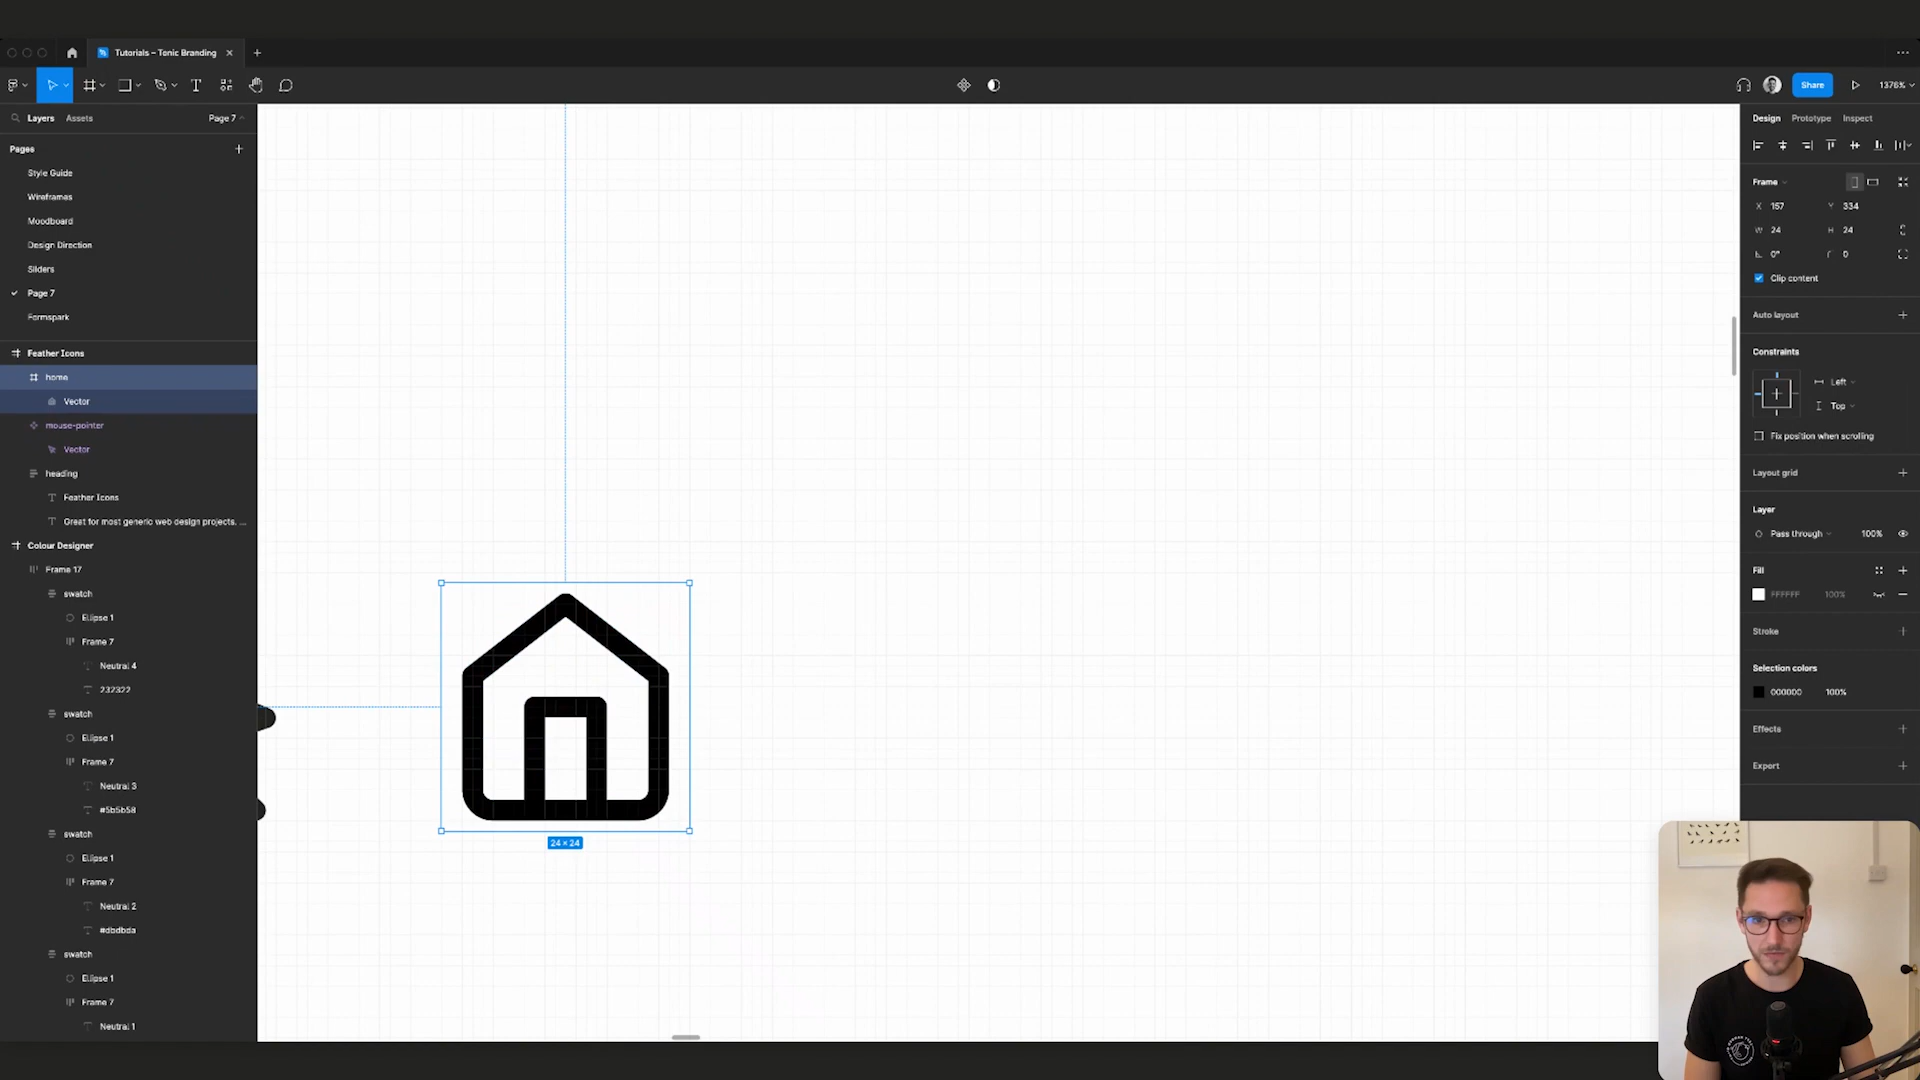 Tutorials – Tonic Branding
Share
1376%
Layers
Assets
Page 7
Pages
Style Guide
Wireframes
Moodboard
Design Direction
Sliders
Page 7
Formspark
Feather Icons
home
Vector
mouse-pointer
Vector
heading
Feather Icons
Great for most generic web design projects. ...
Colour Designer
Frame 17
swatch
Ellipse 1
Frame 7
Neutral 4
232322
swatch
Ellipse 1
Frame 7
Neutral 3
#5b5b58
swatch
Ellipse 1
Frame 7
Neutral 2
#dbdbda
swatch
Ellipse 1
Frame 7
Neutral 1
24 × 24
Design
Prototype
Inspect
Frame
X 157
Y 334
W 24
H 24
0°
0
Clip content
Auto layout
Constraints
Left
Top
Fix position when scrolling
Layout grid
Layer
Pass through
100%
Fill
FFFFFF
100%
Stroke
Selection colors
000000
100%
Effects
Export